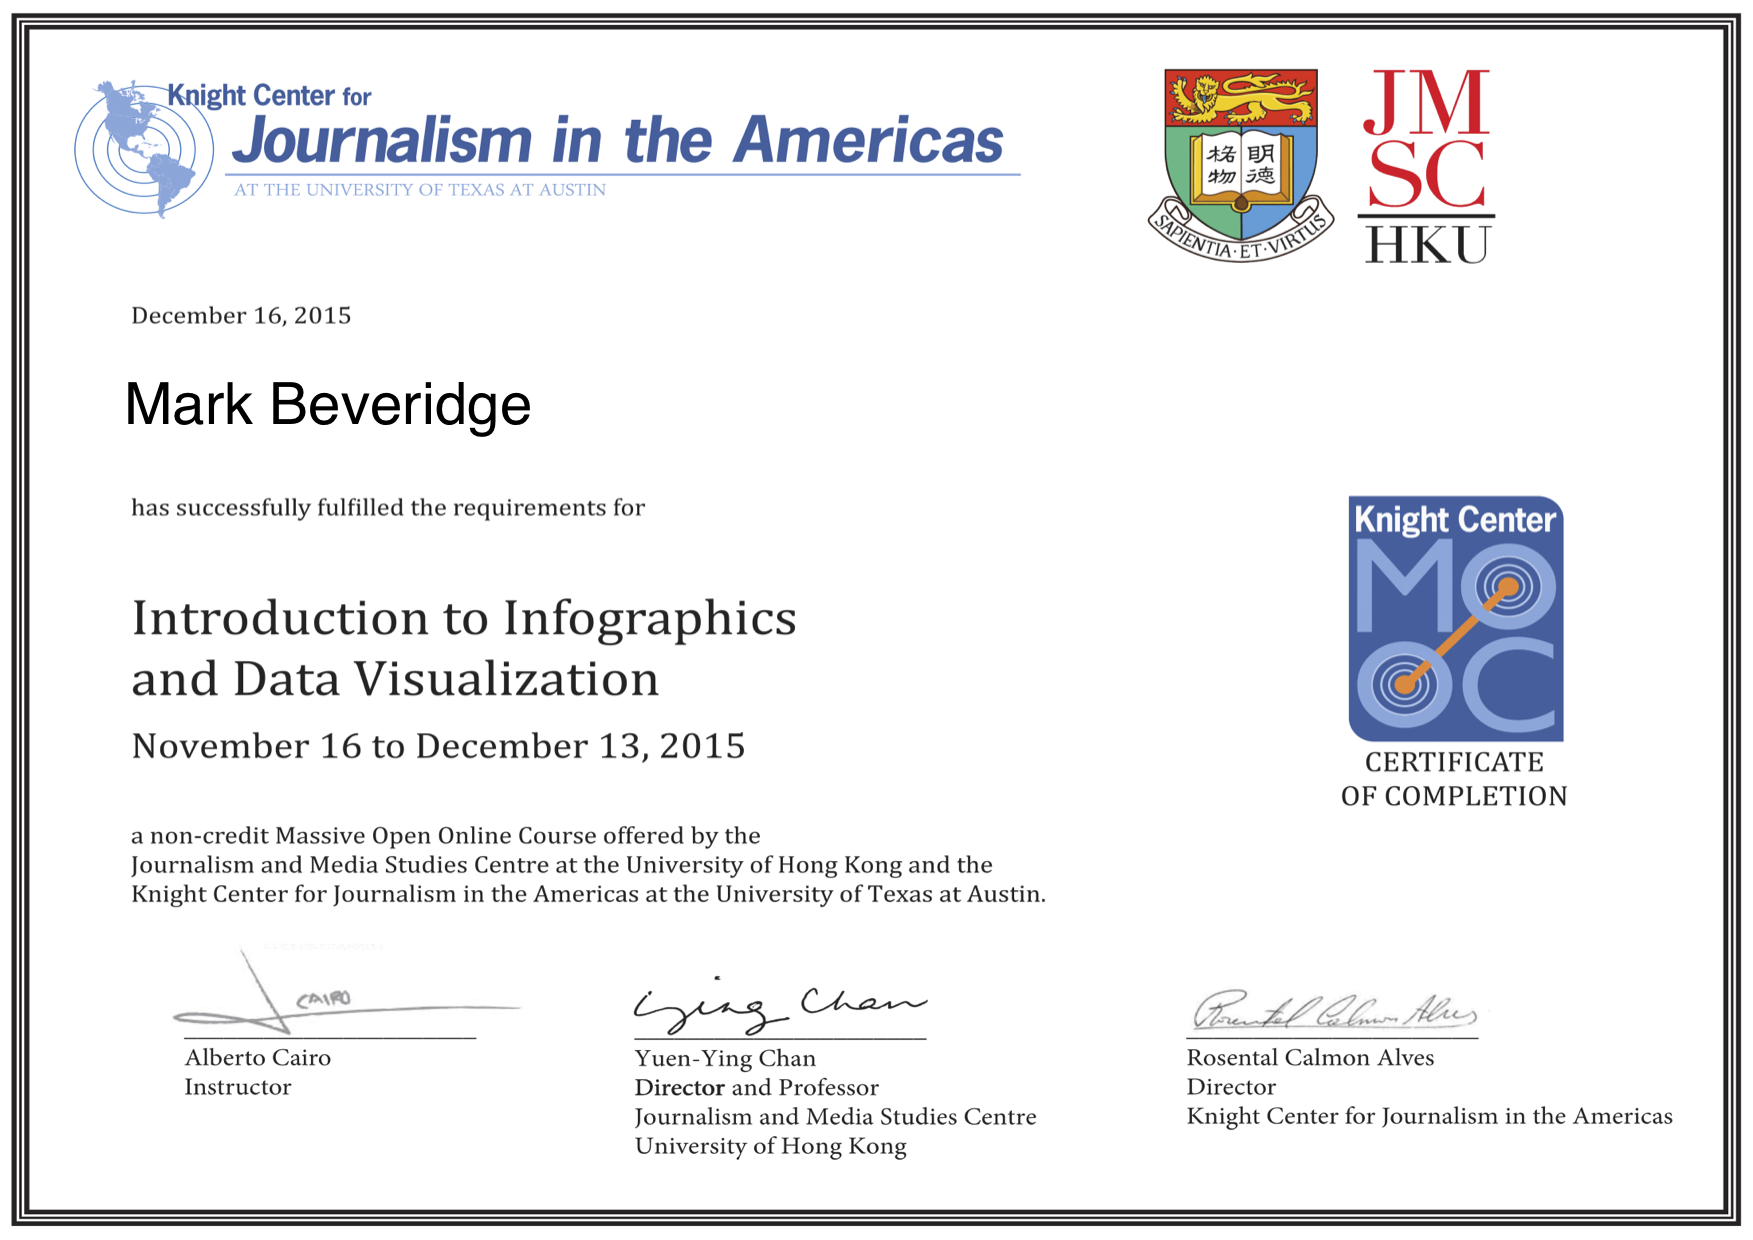 Knight Center for
Journalism in the Americas
AT THE UNIVERSITY OF TEXAS AT AUSTIN
格物 明德
SAPIENTIA·ET·VIRTUS
JM
SC
HKU
December 16, 2015
Mark Beveridge
has successfully fulfilled the requirements for
Introduction to Infographics
and Data Visualization
November 16 to December 13, 2015
a non-credit Massive Open Online Course offered by the
Journalism and Media Studies Centre at the University of Hong Kong and the
Knight Center for Journalism in the Americas at the University of Texas at Austin.
Knight Center
MO
OC
CERTIFICATE
OF COMPLETION
CAIRO
Alberto Cairo
Instructor
Ying Chan
Yuen-Ying Chan
Director and Professor
Journalism and Media Studies Centre
University of Hong Kong
Rosental Calmon Alves
Rosental Calmon Alves
Director
Knight Center for Journalism in the Americas